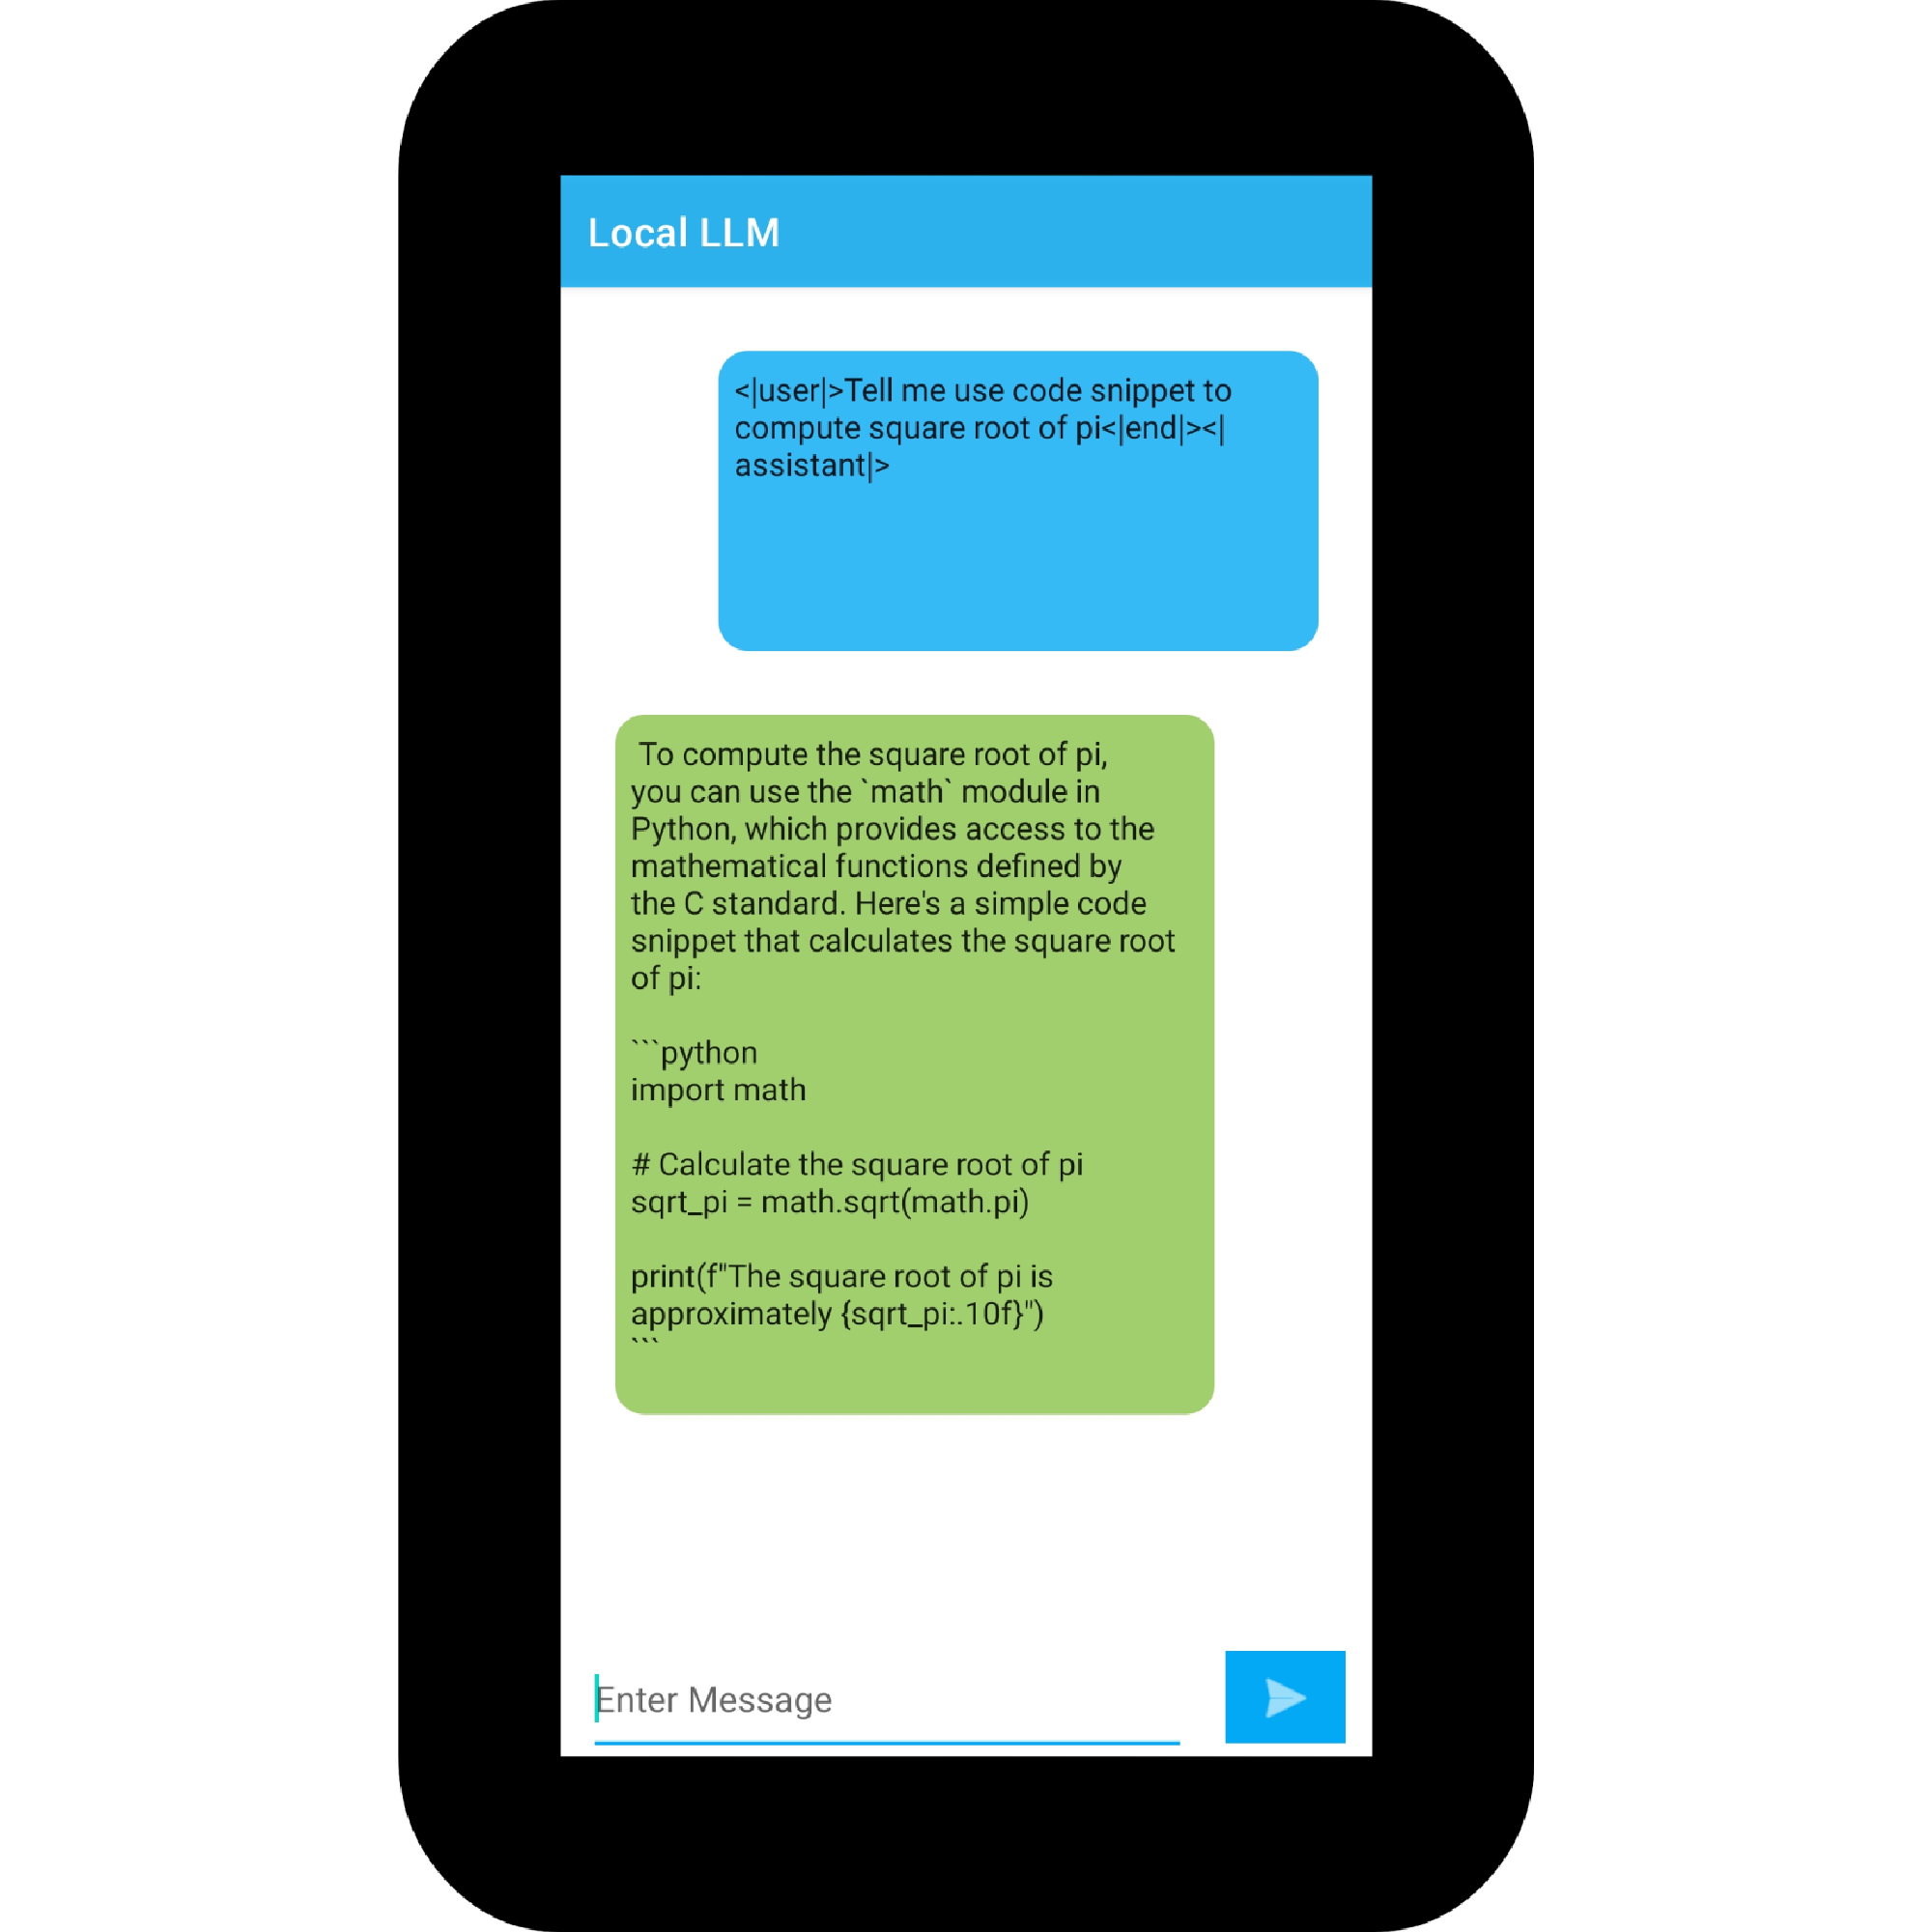 Local LLM
<|user|>Tell me use code snippet to
compute square root of pi<|end|><|
assistant|>
To compute the square root of pi,
you can use the `math` module in
Python, which provides access to the
mathematical functions defined by
the C standard. Here's a simple code
snippet that calculates the square root
of pi:
```python
import math
# Calculate the square root of pi
sqrt_pi = math.sqrt(math.pi)
print(f"The square root of pi is
approximately {sqrt_pi:.10f}")
```
Enter Message